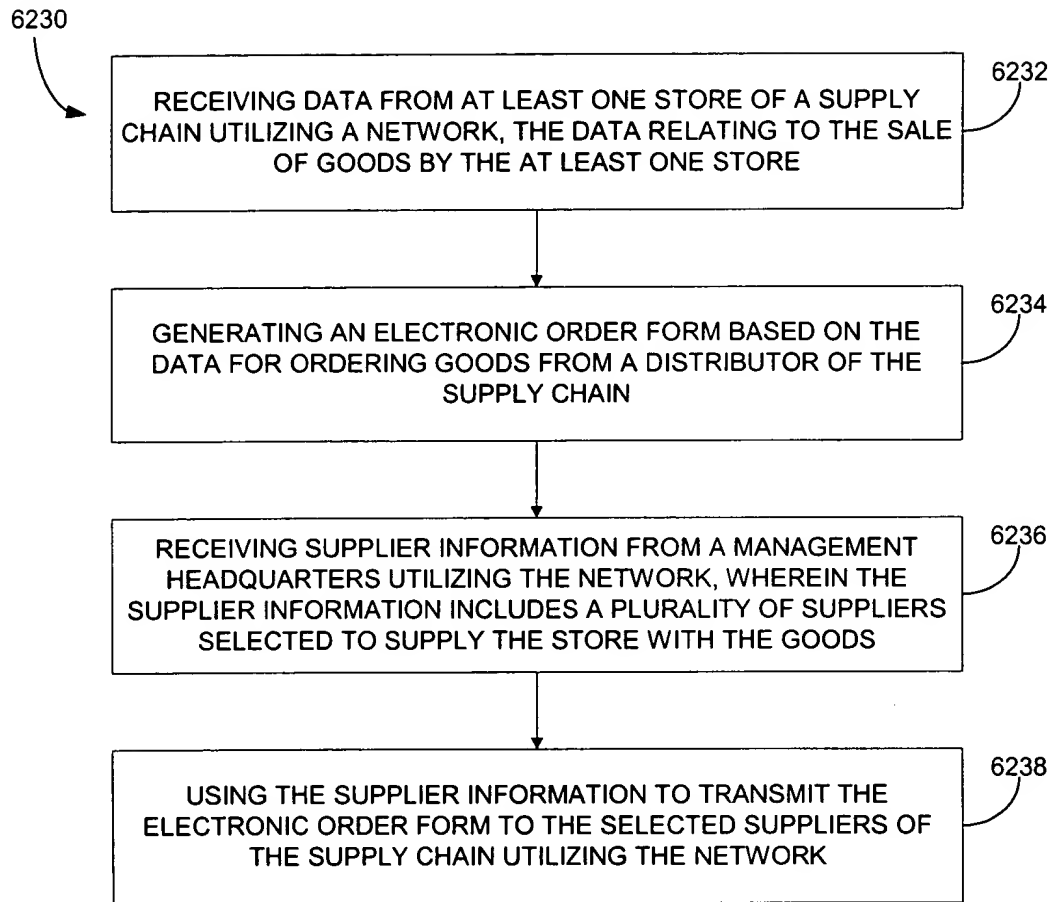 6230
6232
RECEIVING DATA FROM AT LEAST ONE STORE OF A SUPPLY
CHAIN UTILIZING A NETWORK, THE DATA RELATING TO THE SALE
OF GOODS BY THE AT LEAST ONE STORE
6234
GENERATING AN ELECTRONIC ORDER FORM BASED ON THE
DATA FOR ORDERING GOODS FROM A DISTRIBUTOR OF THE
SUPPLY CHAIN
6236
RECEIVING SUPPLIER INFORMATION FROM A MANAGEMENT
HEADQUARTERS UTILIZING THE NETWORK, WHEREIN THE
SUPPLIER INFORMATION INCLUDES A PLURALITY OF SUPPLIERS
SELECTED TO SUPPLY THE STORE WITH THE GOODS
6238
USING THE SUPPLIER INFORMATION TO TRANSMIT THE
ELECTRONIC ORDER FORM TO THE SELECTED SUPPLIERS OF
THE SUPPLY CHAIN UTILIZING THE NETWORK